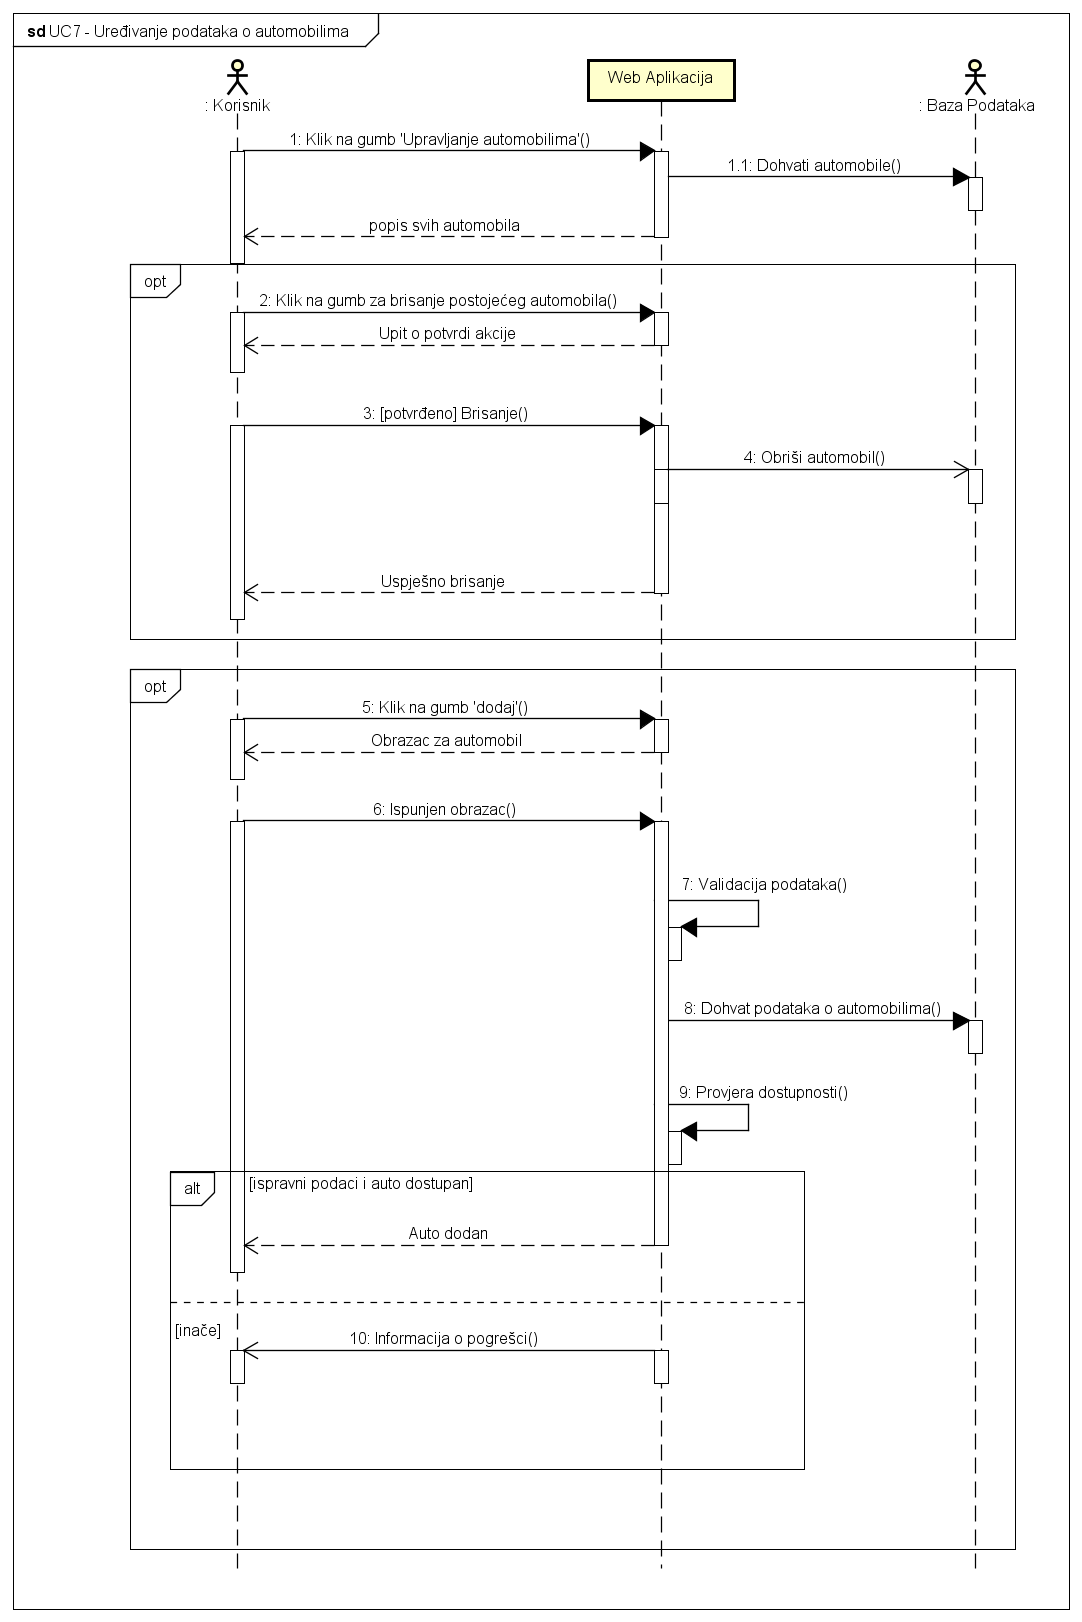 sd UC7 - Uređivanje podataka o automobilima
: Korisnik
Web Aplikacija
: Baza Podataka
1: Klik na gumb 'Upravljanje automobilima'()
1.1: Dohvati automobile()
popis svih automobila
opt
2: Klik na gumb za brisanje postojećeg automobila()
Upit o potvrdi akcije
3: [potvrđeno] Brisanje()
4: Obriši automobil()
Uspješno brisanje
opt
5: Klik na gumb 'dodaj'()
Obrazac za automobil
6: Ispunjen obrazac()
7: Validacija podataka()
8: Dohvat podataka o automobilima()
9: Provjera dostupnosti()
alt
[ispravni podaci i auto dostupan]
Auto dodan
[inače]
10: Informacija o pogrešci()